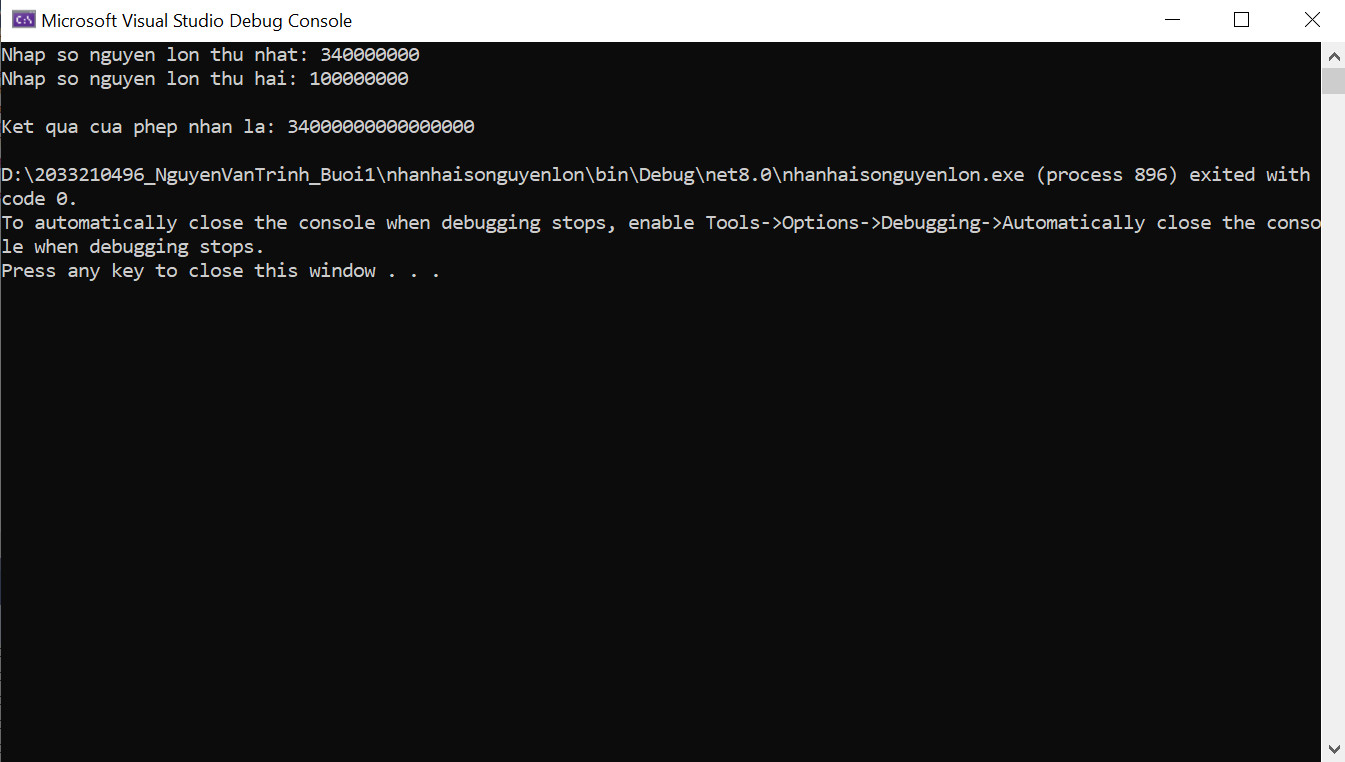 Microsoft Visual Studio Debug Console
Nhap so nguyen lon thu nhat: 340000000
Nhap so nguyen lon thu hai: 100000000
Ket qua cua phep nhan la: 34000000000000000
D:\2033210496_NguyenVanTrinh_Buoi1\nhanhaisonguyenlon\bin\Debug\net8.0\nhanhaisonguyenlon.exe (process 896) exited with
code 0.
To automatically close the console when debugging stops, enable Tools->Options->Debugging->Automatically close the conso
le when debugging stops.
Press any key to close this window . . .